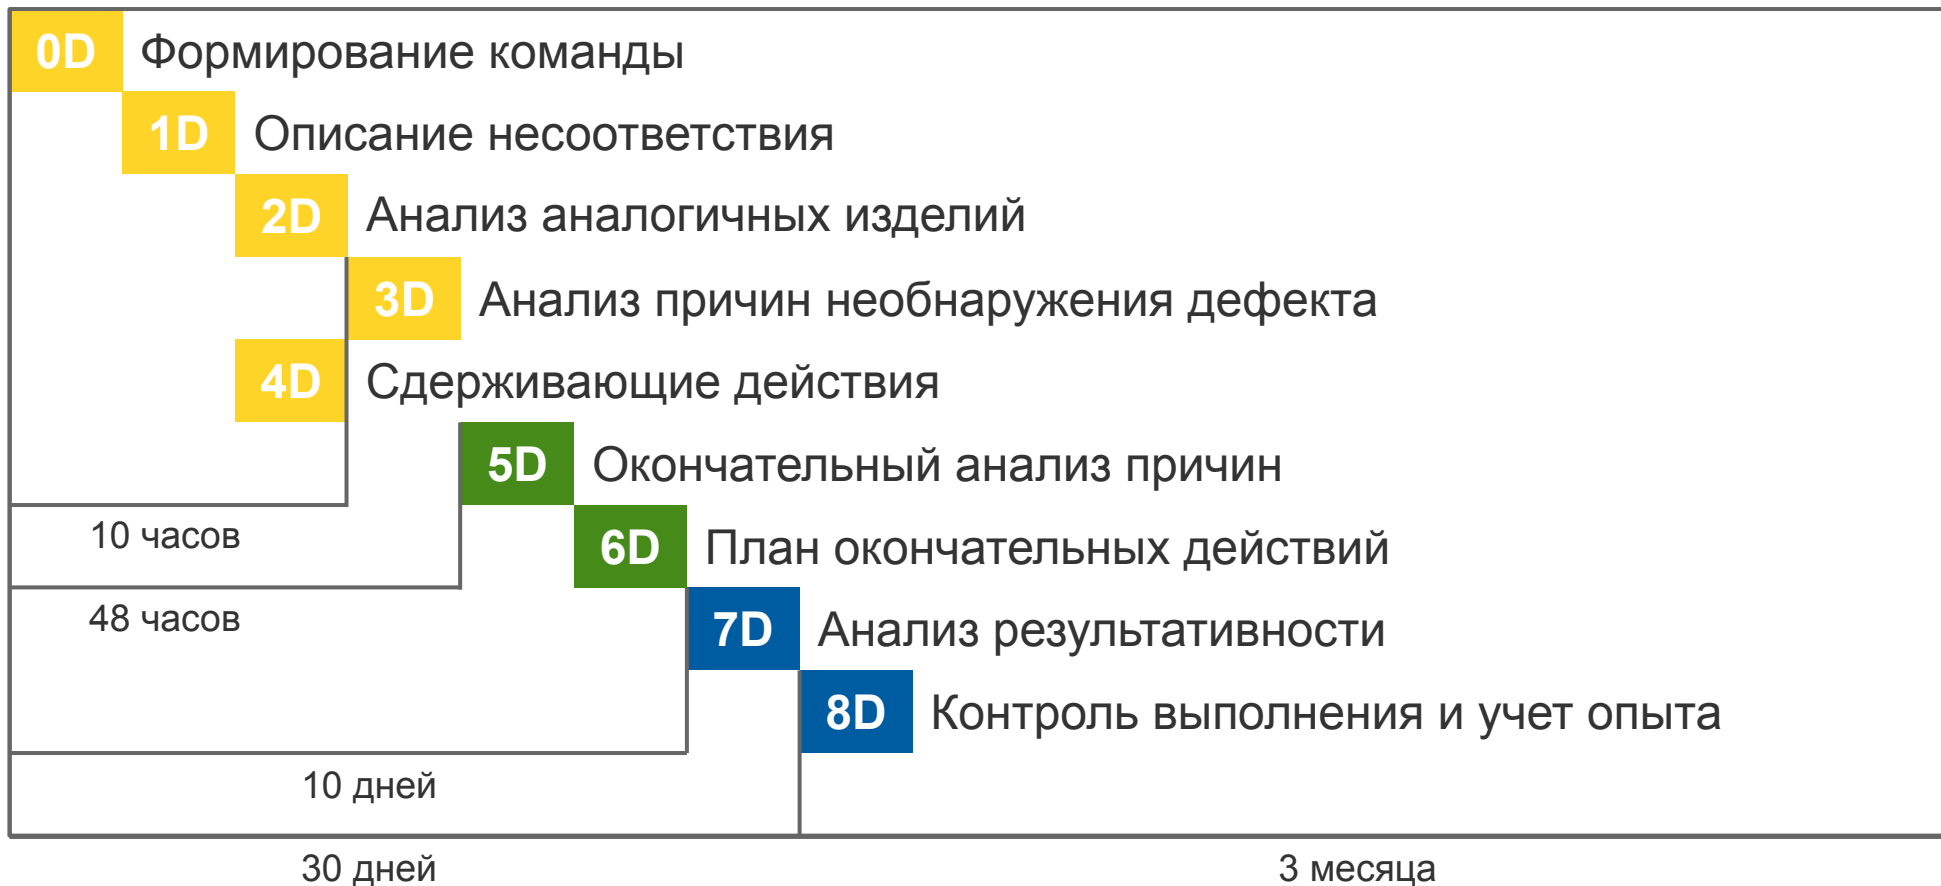 0D Формирование команды
1D Описание несоответствия
2D Анализ аналогичных изделий
3D Анализ причин необнаружения дефекта
4D Сдерживающие действия
5D Окончательный анализ причин
10 часов
6D План окончательных действий
48 часов
7D Анализ результативности
8D Контроль выполнения и учет опыта
10 дней
30 дней
3 месяца